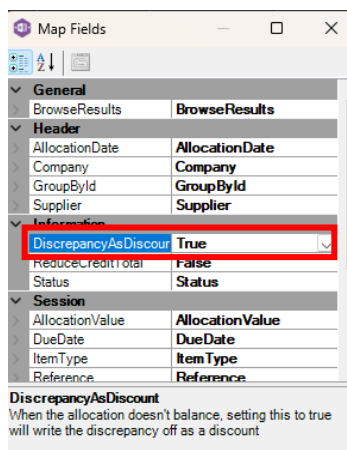 Map Fields
General
BrowseResults BrowseResults
Header
AllocationDate AllocationDate
Company Company
GroupById GroupById
Supplier Supplier
Information
DiscrepancyAsDiscour True
ReduceCreditTotal False
Status Status
Session
AllocationValue AllocationValue
DueDate DueDate
ItemType ItemType
Reference Reference
DiscrepancyAsDiscount
When the allocation doesn't balance, setting this to true
will write the discrepancy off as a discount